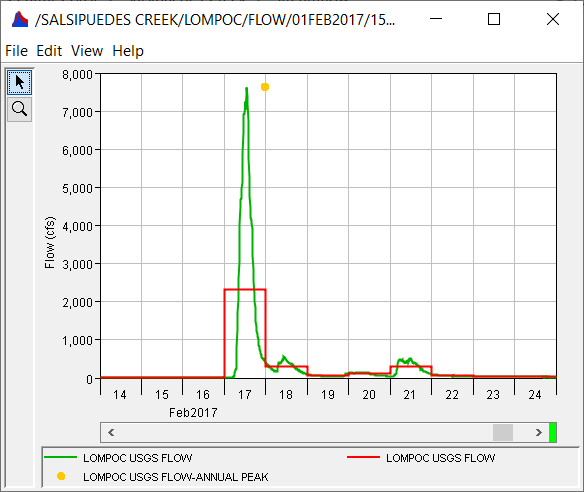 /SALSIPUEDES CREEK/LOMPOC/FLOW/01FEB2017/15...
File Edit View Help
8,000
7,000
6,000
5,000
4,000
3,000
2,000
1,000
0
Flow (cfs)
14 15 16 17 18 19 20 21 22 23 24
Feb2017
LOMPOC USGS FLOW LOMPOC USGS FLOW
LOMPOC USGS FLOW-ANNUAL PEAK